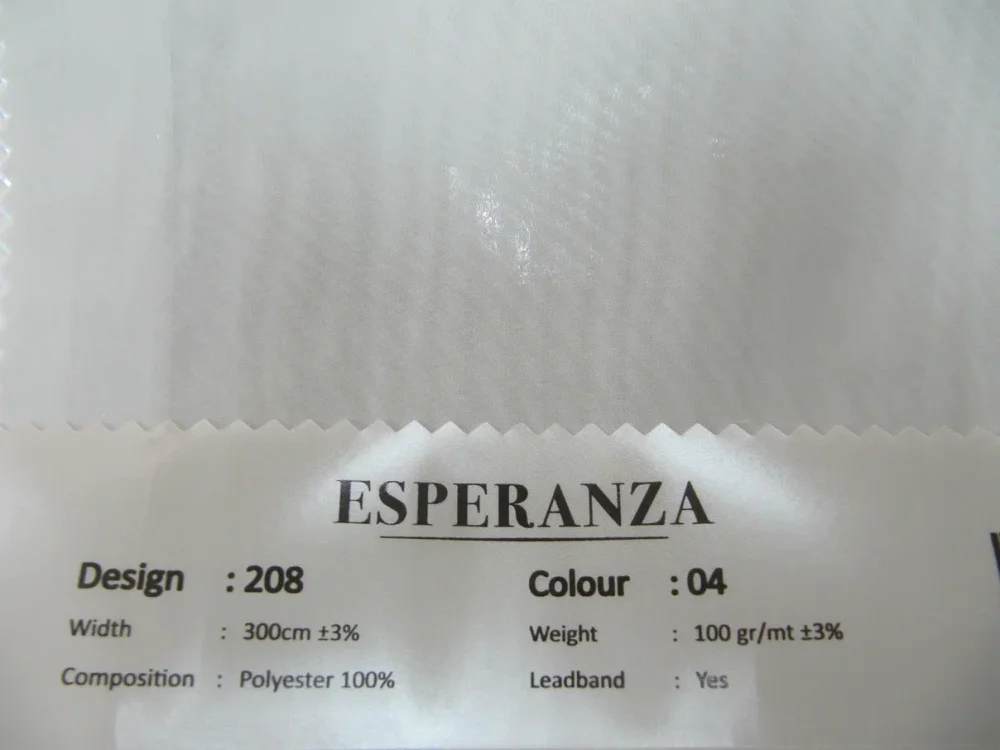 ESPERANZA
Design : 208 Colour : 04
Width : 300cm ±3% Weight : 100 gr/mt ±3%
Composition : Polyester 100% Leadband : Yes